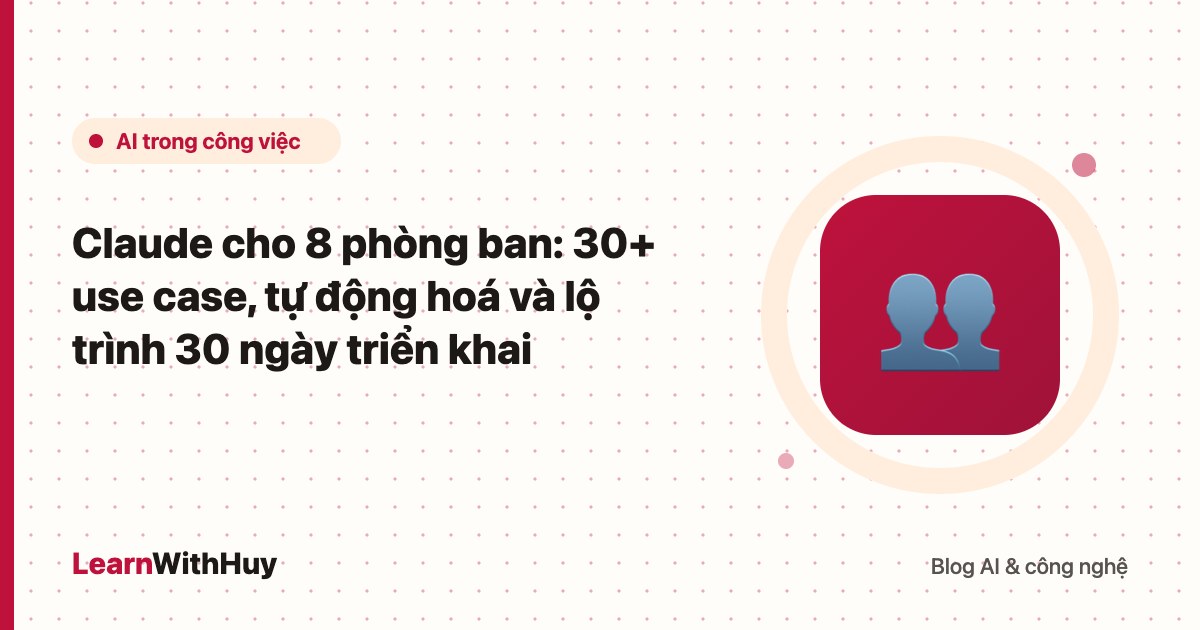 AI trong công việc
Claude cho 8 phòng ban: 30+
use case, tự động hoá và lộ
trình 30 ngày triển khai
LearnWithHuy
Blog AI & công nghệ